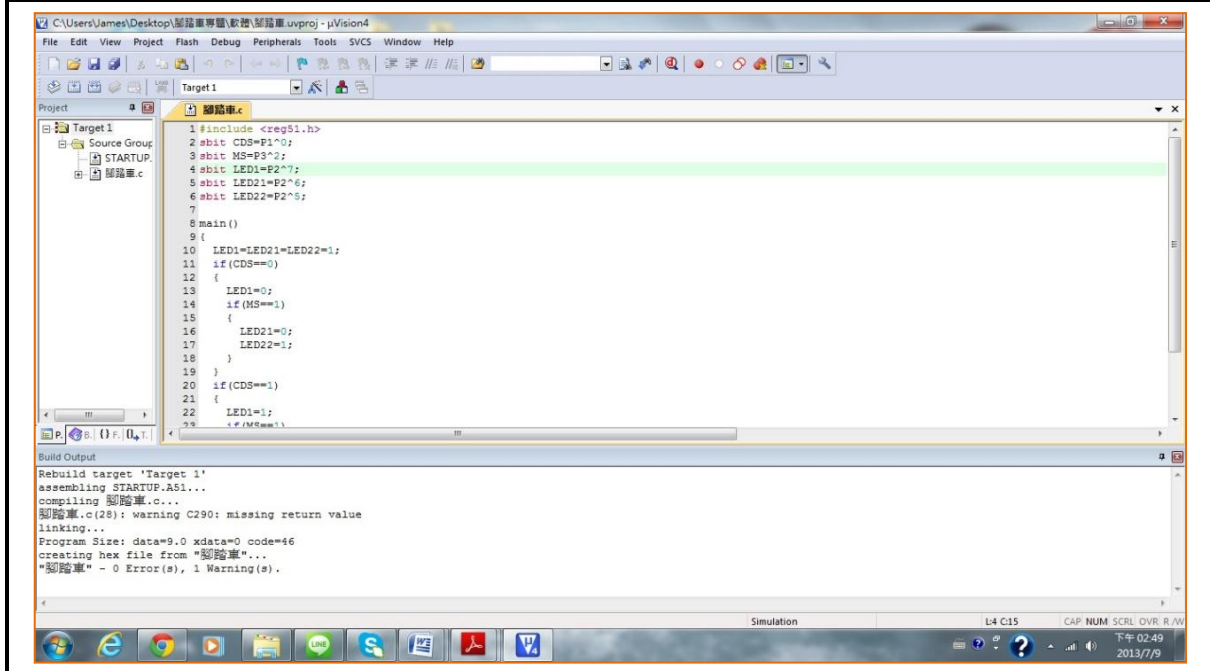 C:\Users\James\Desktop\腳踏車專題\軟體\腳踏車.uvproj - µVision4
File Edit View Project Flash Debug Peripherals Tools SVCS Window Help
Target 1
Project
腳踏車.c
Target 1
Source Group
STARTUP.
腳踏車.c
1 #include <reg51.h>
2 sbit CDS=P1^0;
3 sbit MS=P3^2;
4 sbit LED1=P2^7;
5 sbit LED21=P2^6;
6 sbit LED22=P2^5;
7
8 main()
9 {
10 LED1=LED21=LED22=1;
11 if(CDS==0)
12 {
13 LED1=0;
14 if(MS==1)
15 {
16 LED21=0;
17 LED22=1;
18 }
19 }
20 if(CDS==1)
21 {
22 LED1=1;
23 if(MS==1)
P. B. {} F. T.
Build Output
Rebuild target 'Target 1'
assembling STARTUP.A51...
compiling 腳踏車.c...
腳踏車.c(28): warning C290: missing return value
linking...
Program Size: data=9.0 xdata=0 code=46
creating hex file from "腳踏車"...
"腳踏車" - 0 Error(s), 1 Warning(s).
Simulation L:4 C:15 CAP NUM SCRL OVR R/W
LINE
下午 02:49
2013/7/9